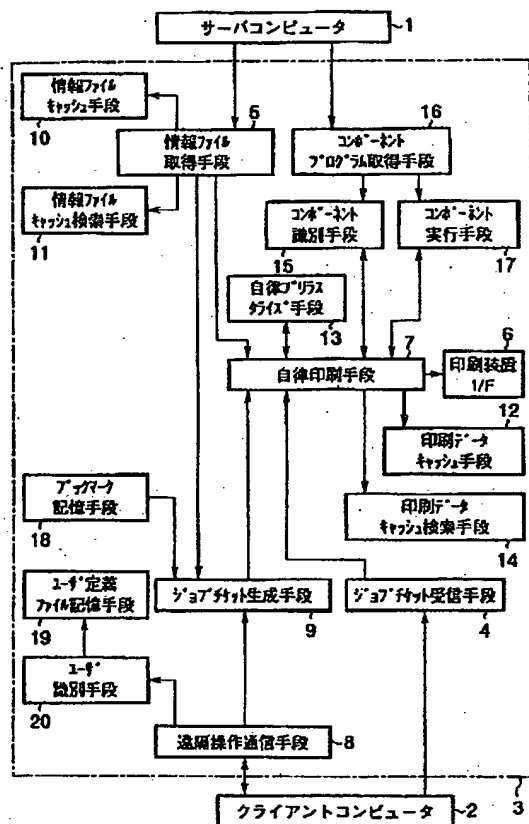 サーバコンピュータ
1
情報ファイル
キャッシュ手段
10
5
情報ファイル
取得手段
16
コンポーネント
プログラム取得手段
情報ファイル
キャッシュ検索手段
11
コンポーネント
識別手段
15
コンポーネント
実行手段
17
自律プリラス
タライズ手段
13
7
自律印刷手段
6
印刷装置
I/F
12
印刷データ
キャッシュ手段
ブックマーク
記憶手段
18
印刷データ
キャッシュ検索手段
14
ユーザ定義
ファイル記憶手段
19
ジョブチケット生成手段
9
ジョブチケット受信手段
4
ユーザ
識別手段
20
遠隔操作通信手段
8
クライアントコンピュータ
2
3